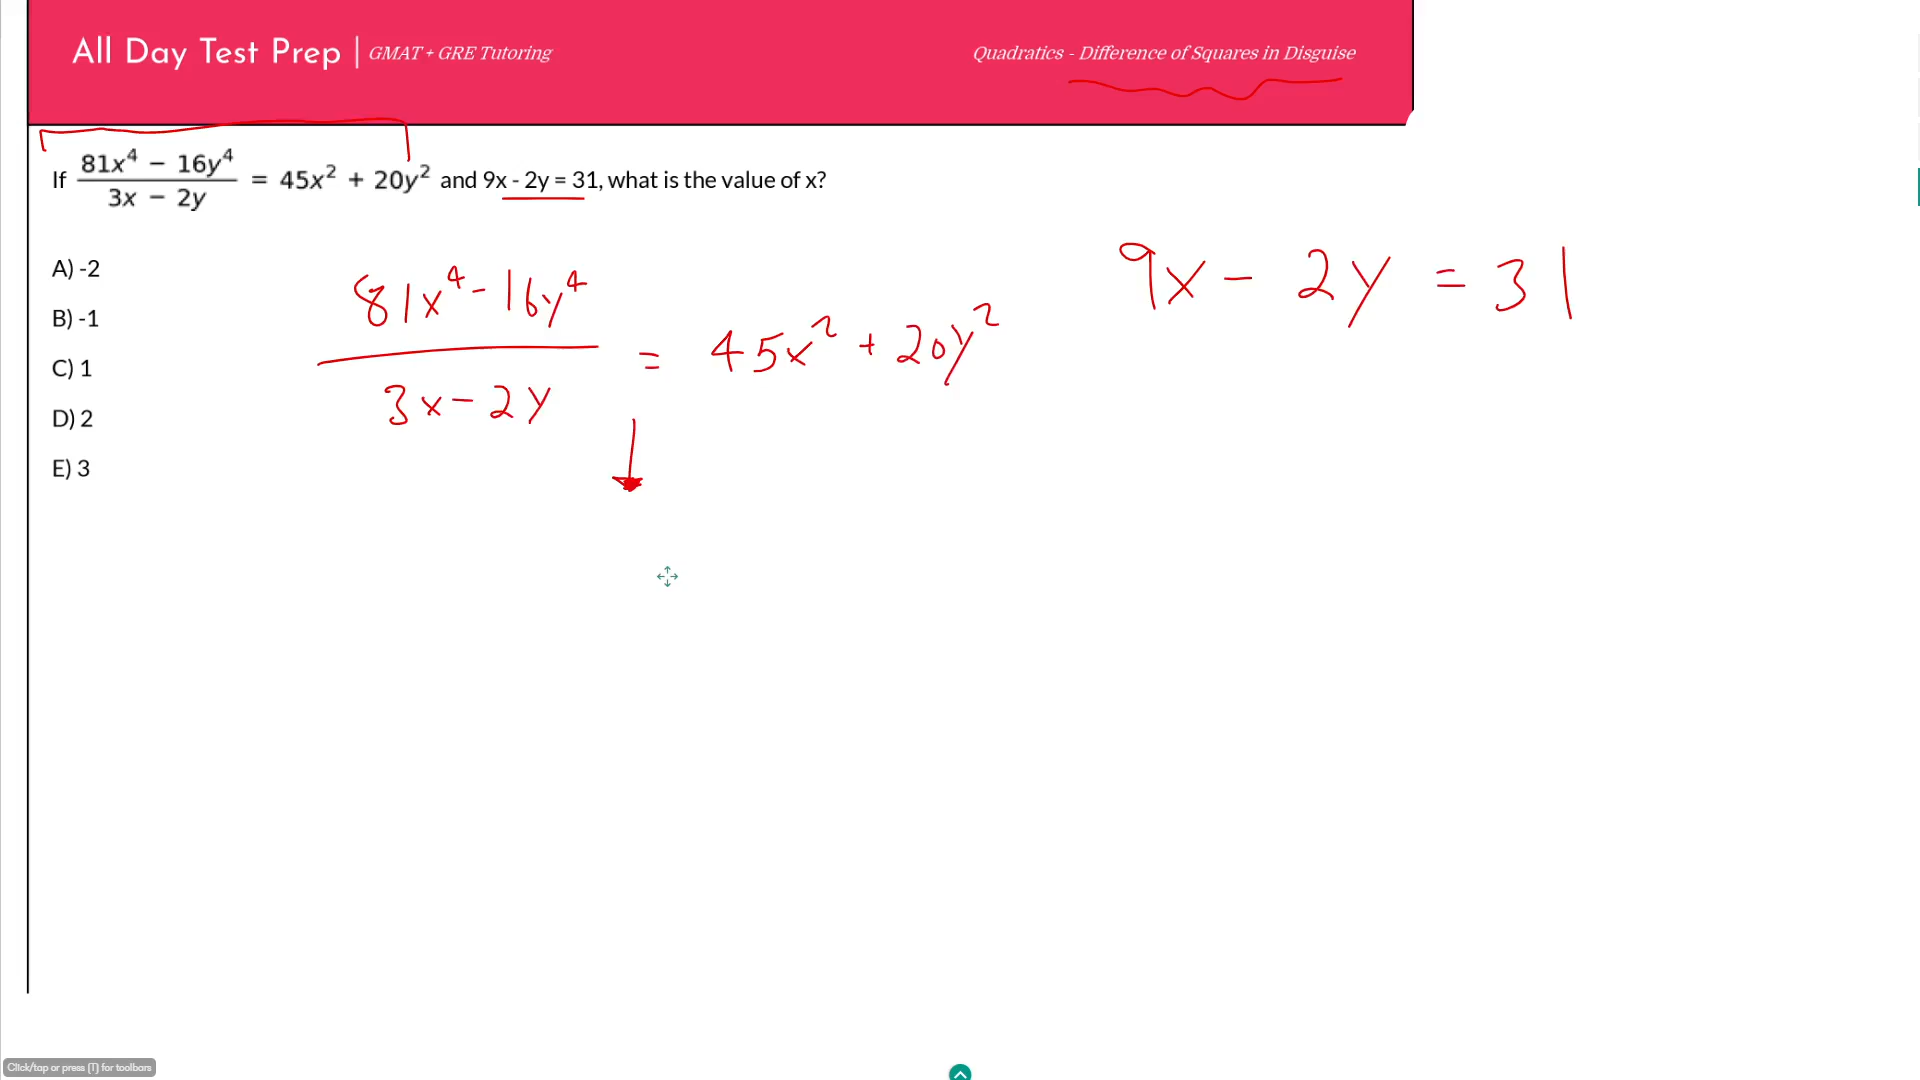 All Day Test Prep | GMAT + GRE Tutoring
Quadratics - Difference of Squares in Disguise
If (81x⁴ − 16y⁴)/(3x − 2y) = 45x² + 20y² and 9x - 2y = 31, what is the value of x?
A) -2
B) -1
C) 1
D) 2
E) 3
81x⁴ - 16y⁴
3x - 2y
= 45x² + 20y²
9x - 2y = 31
Click/tap or press (T) for toolbars